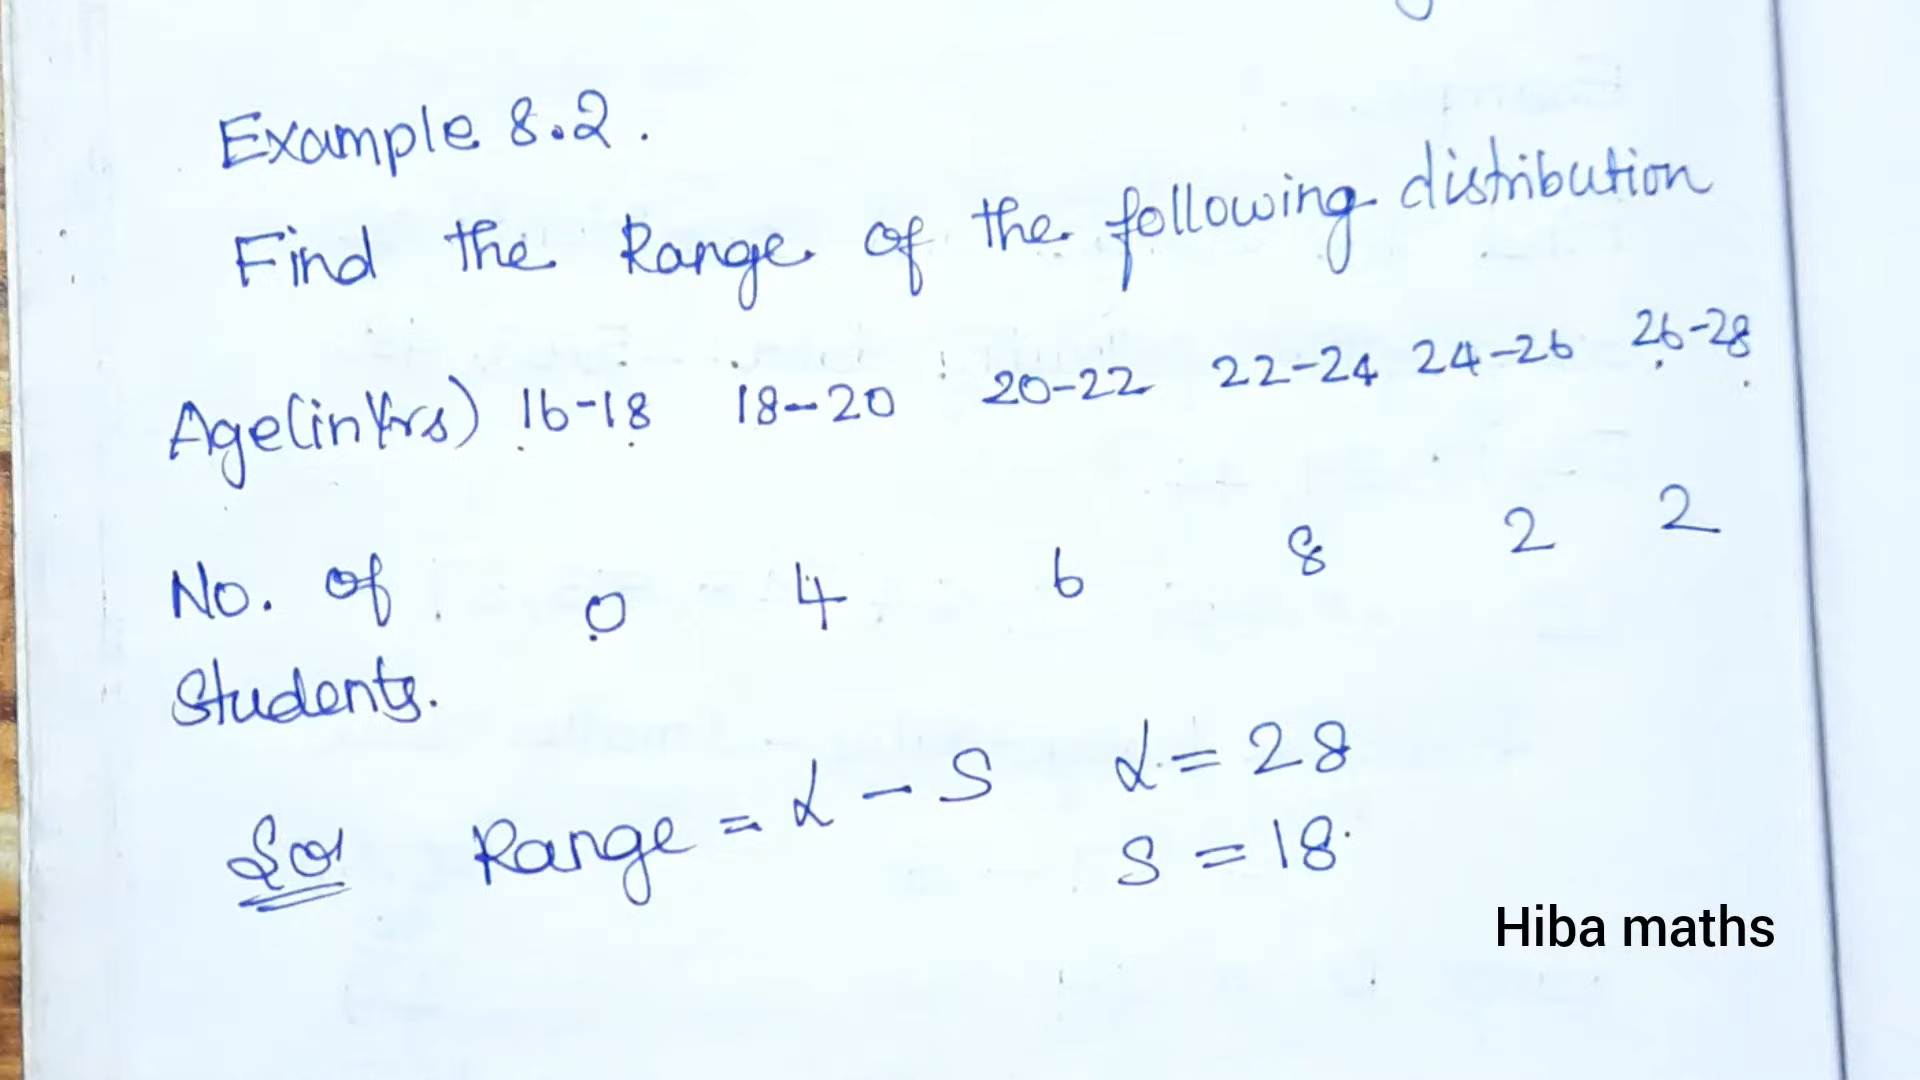 Example 8.2.
Find the Range of the following distribution
Age(in Yrs) 16-18 18-20 20-22 22-24 24-26 26-28
No. of 0 4 6 8 2 2
Students.
Sol Range = L - S L = 28
S = 18.
Hiba maths